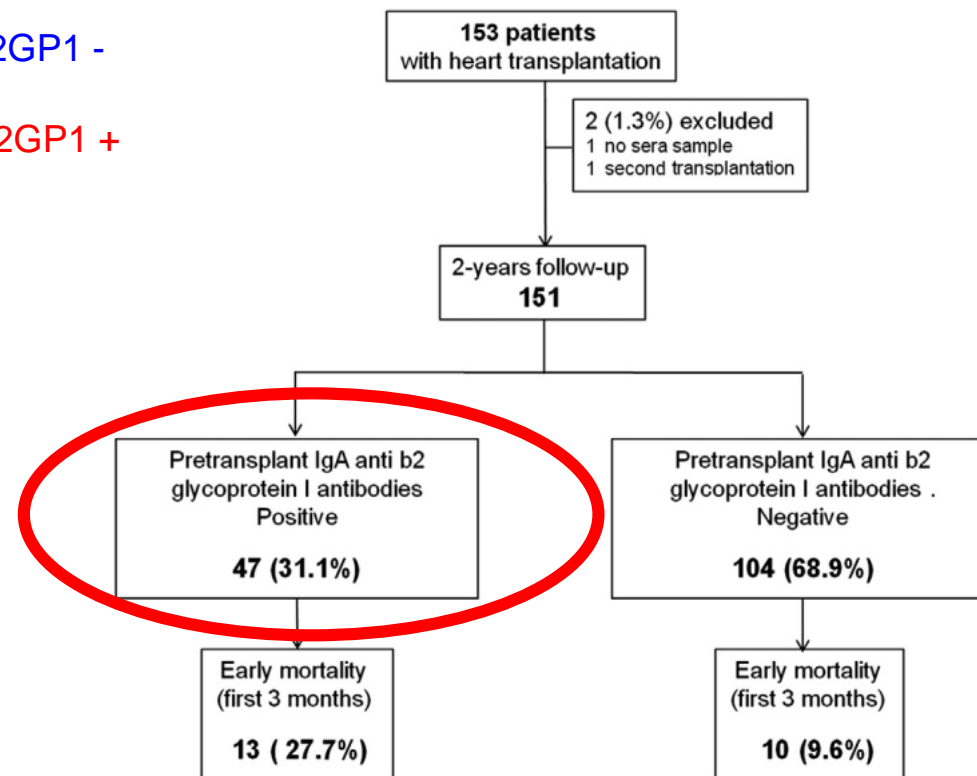 2GP1 -
2GP1 +
153 patients
with heart transplantation
2 (1.3%) excluded
1 no sera sample
1 second transplantation
2-years follow-up
151
Pretransplant IgA anti b2
glycoprotein I antibodies
Positive
47 (31.1%)
Pretransplant IgA anti b2
glycoprotein I antibodies .
Negative
104 (68.9%)
Early mortality
(first 3 months)
13 ( 27.7%)
Early mortality
(first 3 months)
10 (9.6%)